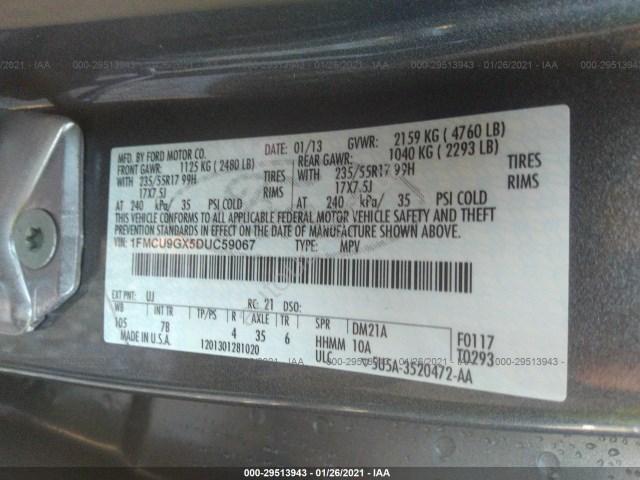 000-29513943 - 01/26/2021 - IAA
MFD. BY FORD MOTOR CO.
DATE: 01/13
GVWR: 2159 KG ( 4760 LB)
FRONT GAWR: 1125 KG ( 2480 LB)
REAR GAWR: 1040 KG ( 2293 LB)
WITH 235/55R17 99H TIRES
WITH 235/55R17 99H TIRES
17X7.5J RIMS
17X7.5J RIMS
AT 240 kPa/ 35 PSI COLD
AT 240 kPa/ 35 PSI COLD
THIS VEHICLE CONFORMS TO ALL APPLICABLE FEDERAL MOTOR VEHICLE SAFETY AND THEFT
PREVENTION STANDARDS IN EFFECT ON THE DATE OF MANUFACTURE SHOWN ABOVE.
VIN: 1FMCU9GX5DUC59067
TYPE: MPV
EXT PNT: UJ RC: 21 DSO:
WB INT TR TP/PS R AXLE TR SPR DM21A F0117
105 7B 4 35 6 HHMM 10A T0293
MADE IN U.S.A. 1201301281020 ULC
5U5A-3520472-AA
000-29513943 - 01/26/2021 - IAA